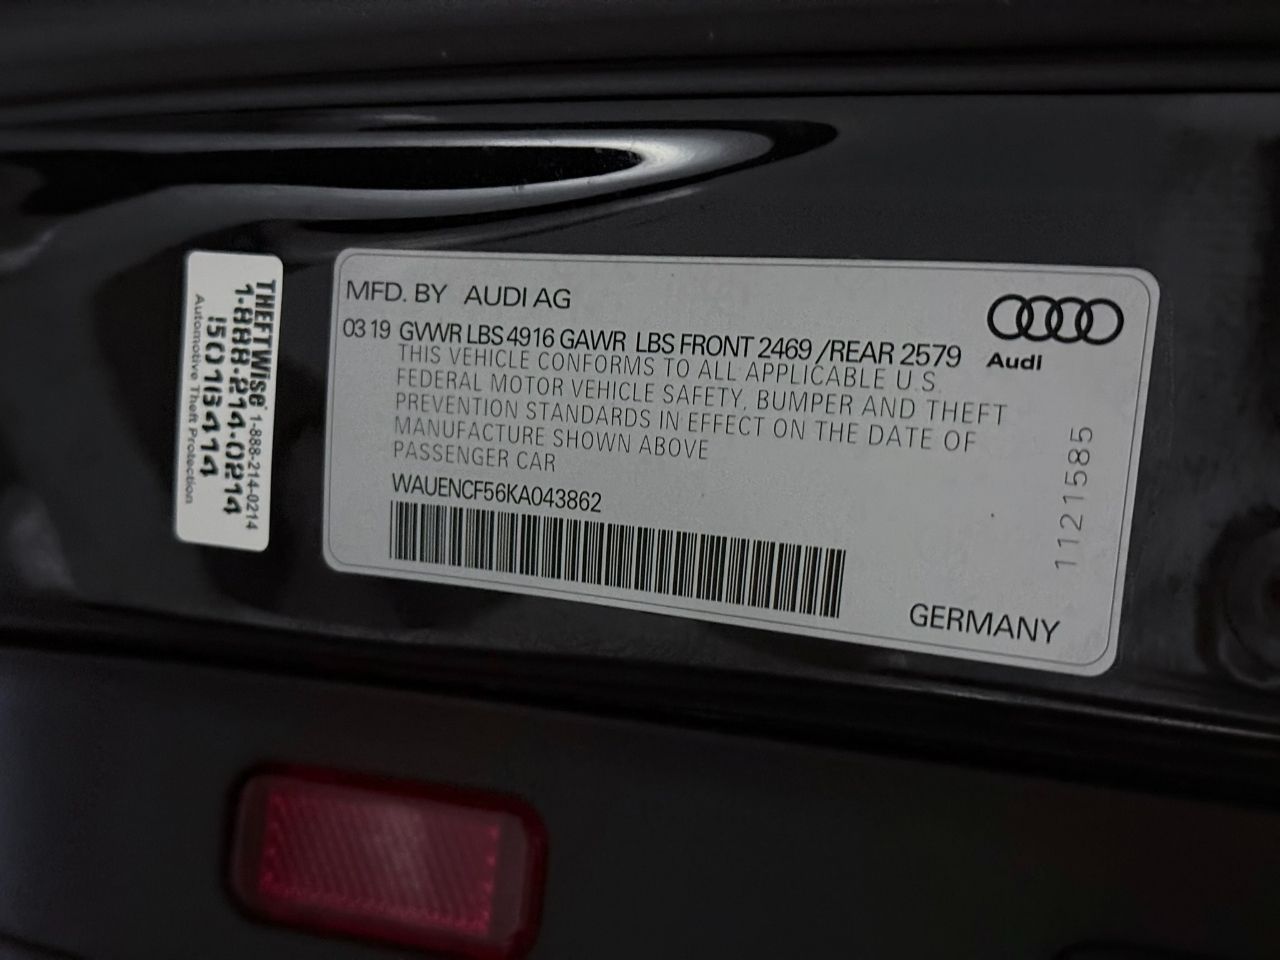 THEFTWise 1-888-214-0214
1-888-214-0214
I5018414
Automotive Theft Protection
MFD. BY AUDI AG
03 19 GVWR LBS 4916 GAWR LBS FRONT 2469 /REAR 2579
THIS VEHICLE CONFORMS TO ALL APPLICABLE U.S.
FEDERAL MOTOR VEHICLE SAFETY, BUMPER AND THEFT
PREVENTION STANDARDS IN EFFECT ON THE DATE OF
MANUFACTURE SHOWN ABOVE
PASSENGER CAR
WAUENCF56KA043862
Audi
1121585
GERMANY